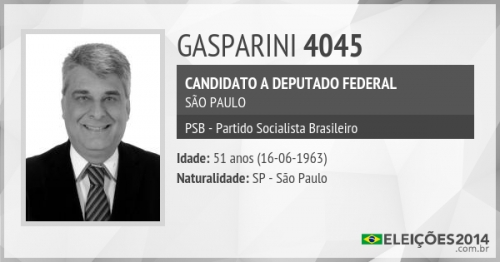 GASPARINI 4045
CANDIDATO A DEPUTADO FEDERAL
SÃO PAULO
PSB - Partido Socialista Brasileiro
Idade: 51 anos (16-06-1963)
Naturalidade: SP - São Paulo
ELEIÇÕES2014
.com.br